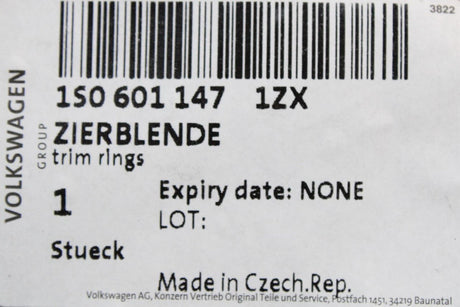 3822
VOLKSWAGEN
GROUP
1S0 601 147 1ZX
ZIERBLENDE
trim rings
1
Expiry date: NONE
LOT:
Stueck
Made in Czech.Rep.
Volkswagen AG, Konzern Vertrieb Original Teile und Service, Postfach 1451, 34219 Baunatal